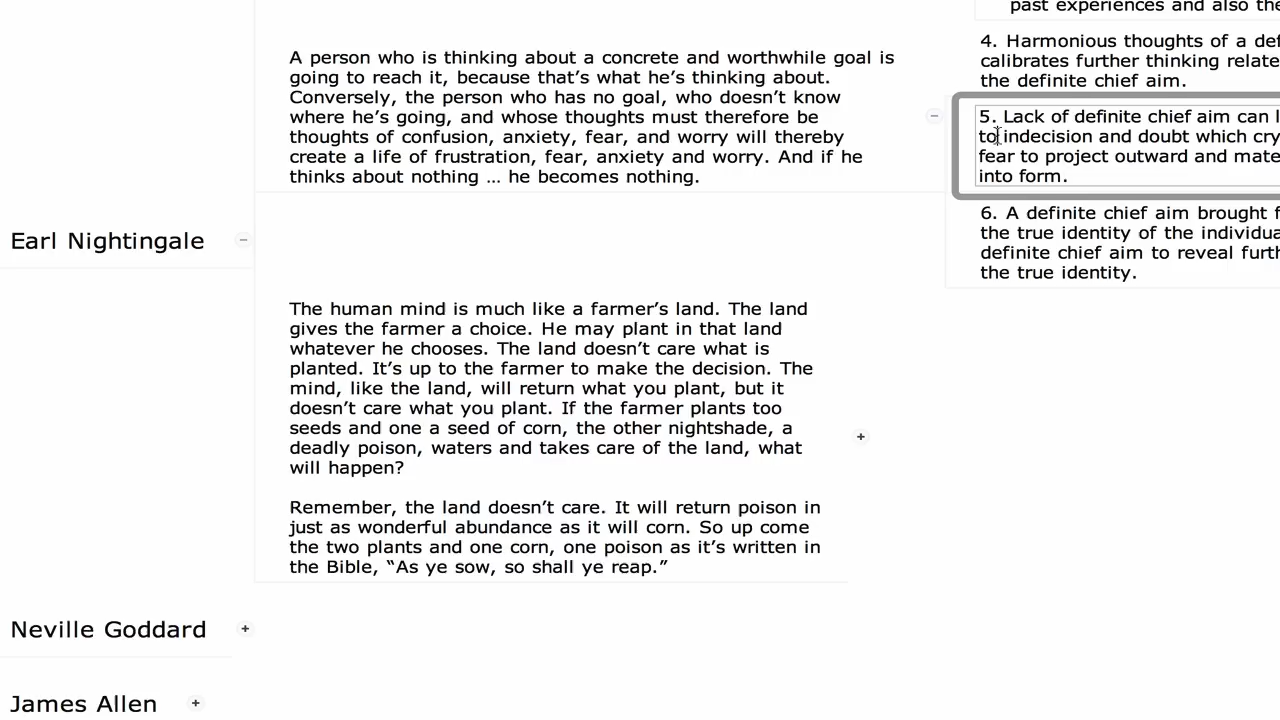 past experiences and also the
4. Harmonious thoughts of a
calibrates further thinking
the definite chief aim.
5. Lack of definite chief aim can
to indecision and doubt which
fear to project outward and
into form.
6. A definite chief aim brought
the true identity of the
definite chief aim to reveal
the true identity.
A person who is thinking about a concrete and worthwhile goal is
going to reach it, because that’s what he’s thinking about.
Conversely, the person who has no goal, who doesn’t know
where he’s going, and whose thoughts must therefore be
thoughts of confusion, anxiety, fear, and worry will thereby
create a life of frustration, fear, anxiety and worry. And if he
thinks about nothing … he becomes nothing.
Earl Nightingale
The human mind is much like a farmer’s land. The land
gives the farmer a choice. He may plant in that land
whatever he chooses. The land doesn’t care what is
planted. It’s up to the farmer to make the decision. The
mind, like the land, will return what you plant, but it
doesn’t care what you plant. If the farmer plants too
seeds and one a seed of corn, the other nightshade, a
deadly poison, waters and takes care of the land, what
will happen?
Remember, the land doesn’t care. It will return poison in
just as wonderful abundance as it will corn. So up come
the two plants and one corn, one poison as it’s written in
the Bible, “As ye sow, so shall ye reap.”
Neville Goddard
James Allen